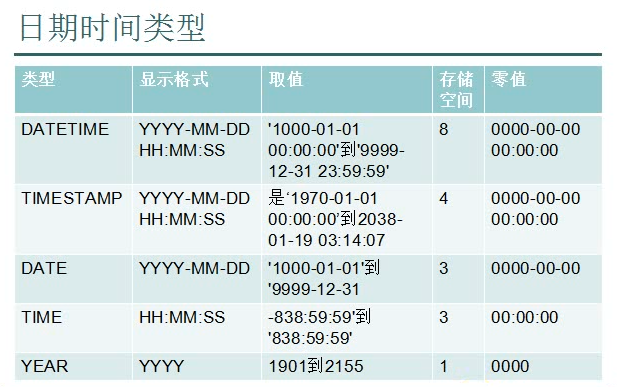 日期时间类型
类型 显示格式 取值 存储 零值
空间
DATETIME YYYY-MM-DD '1000-01-01 8 0000-00-00
HH:MM:SS 00:00:00'到'9999- 00:00:00
12-31 23:59:59'
TIMESTAMP YYYY-MM-DD 是‘1970-01-01 4 0000-00-00
HH:MM:SS 00:00:00’到2038- 00:00:00
01-19 03:14:07
DATE YYYY-MM-DD '1000-01-01'到 3 0000-00-00
'9999-12-31
TIME HH:MM:SS -838:59:59'到 3 00:00:00
'838:59:59'
YEAR YYYY 1901到2155 1 0000